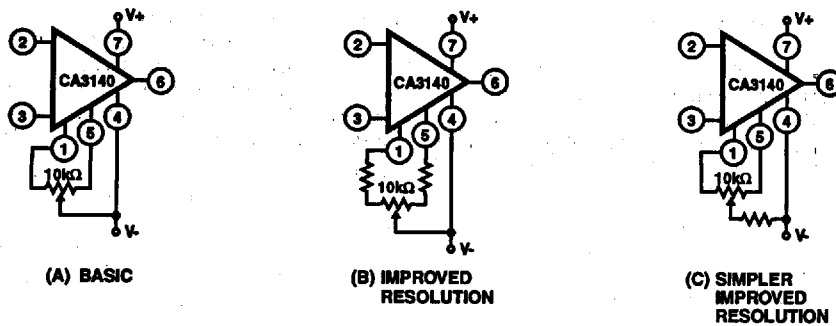 V+
2
7
CA3140
6
3
5
4
1
10kΩ
V-
(A) BASIC
V+
2
7
CA3140
6
3
5
4
1
10kΩ
V-
(B) IMPROVED
RESOLUTION
V+
2
7
CA3140
6
3
5
4
1
10kΩ
V-
(C) SIMPLER
IMPROVED
RESOLUTION